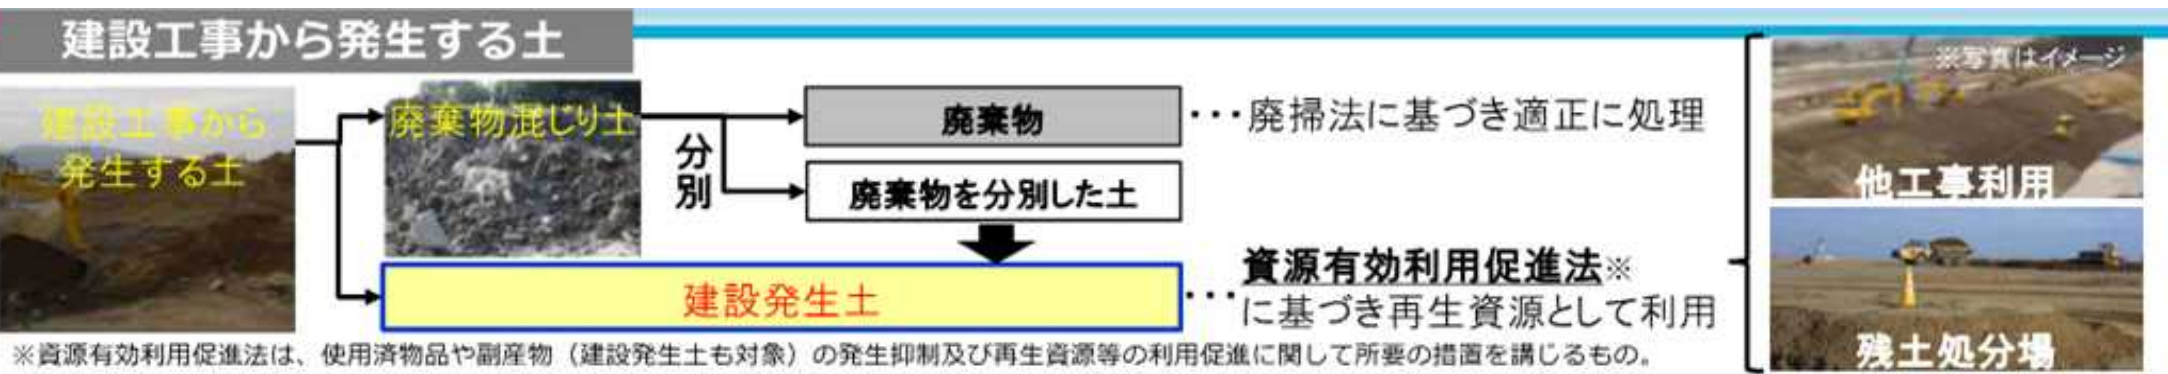 建設工事から発生する土
※写真はイメージ
建設工事から
発生する土
廃棄物混じり土
分別
廃棄物
・・・廃掃法に基づき適正に処理
廃棄物を分別した土
他工事利用
建設発生土
・・・資源有効利用促進法※
に基づき再生資源として利用
残土処分場
※資源有効利用促進法は、使用済物品や副産物（建設発生土も対象）の発生抑制及び再生資源等の利用促進に関して所要の措置を講じるもの。